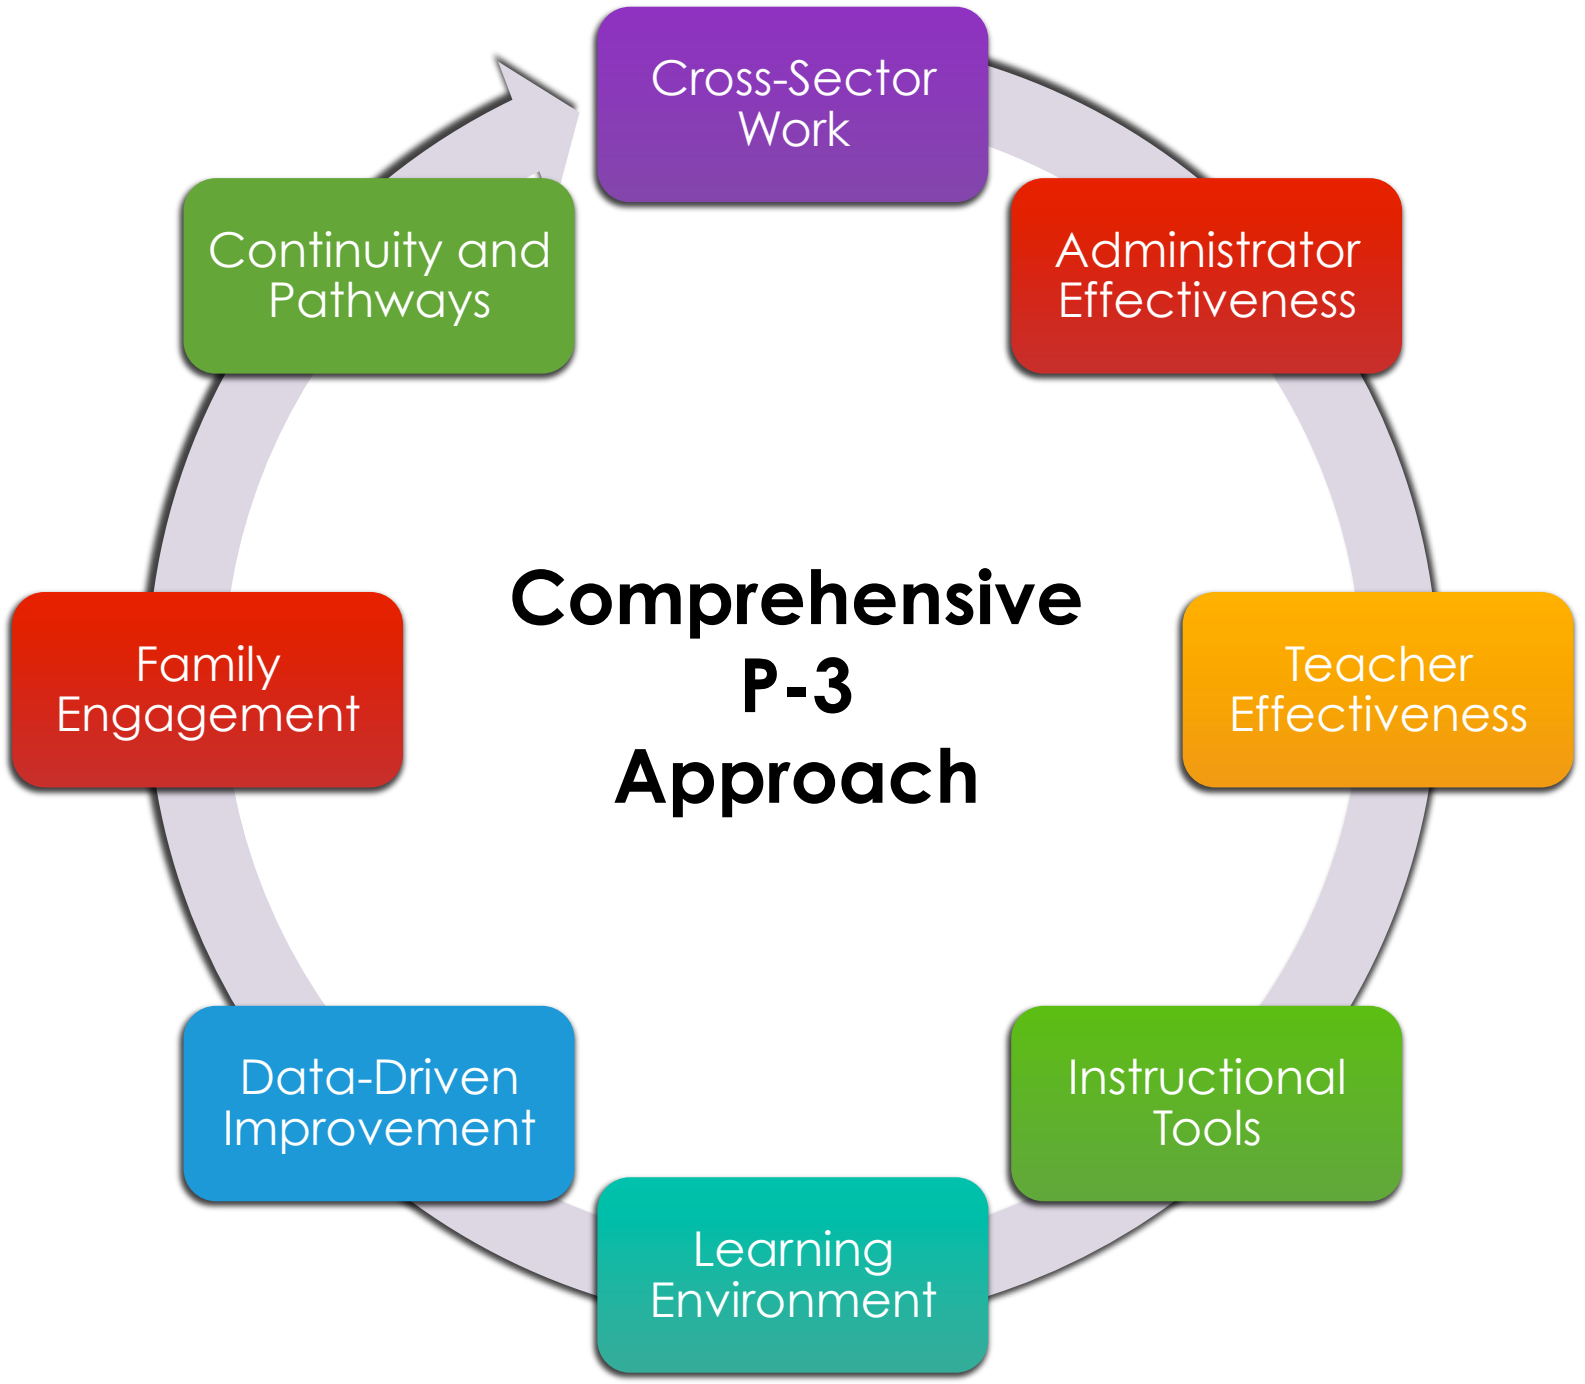 Cross-Sector
Work
Administrator
Effectiveness
Teacher
Effectiveness
Instructional
Tools
Learning
Environment
Data-Driven
Improvement
Family
Engagement
Continuity and
Pathways
Comprehensive
P-3
Approach